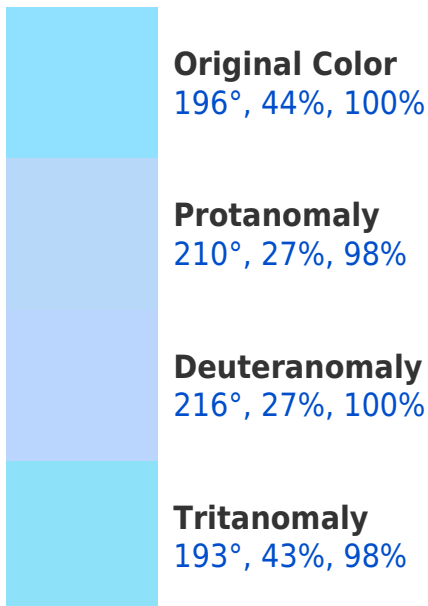 Original Color
196°, 44%, 100%
Protanomaly
210°, 27%, 98%
Deuteranomaly
216°, 27%, 100%
Tritanomaly
193°, 43%, 98%